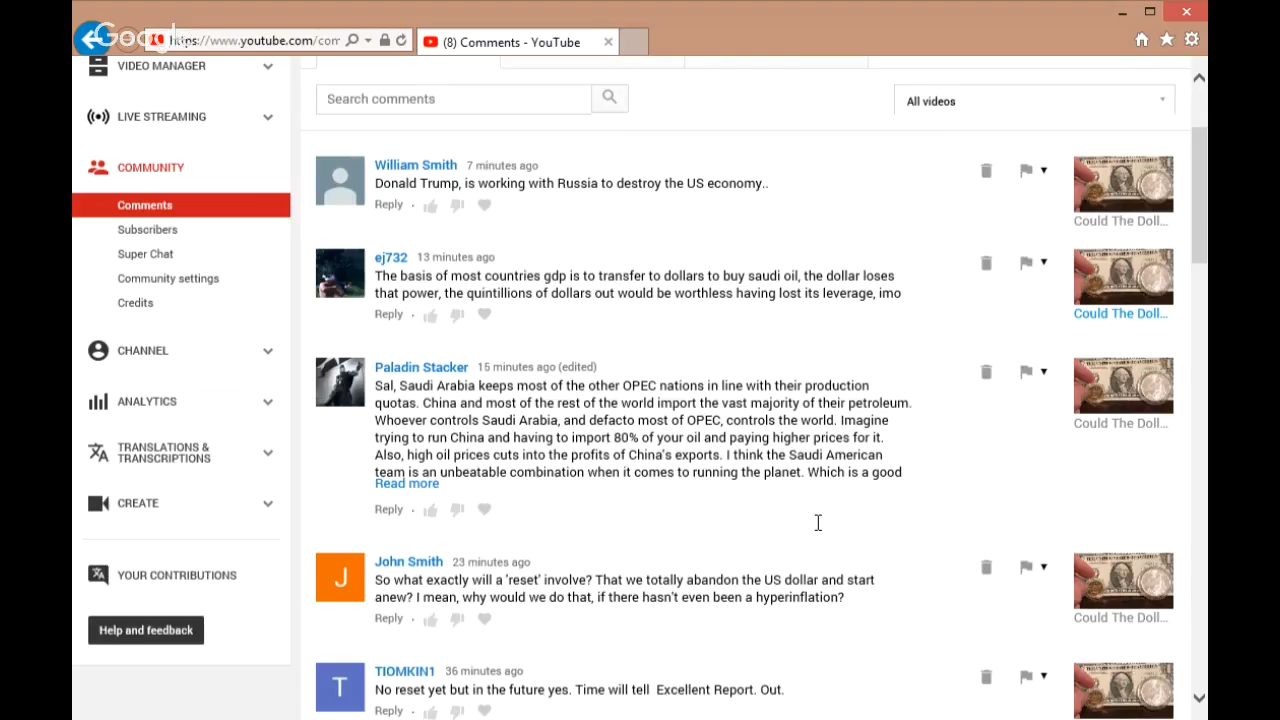 Google
https://www.youtube.com/com
(8) Comments - YouTube
VIDEO MANAGER
LIVE STREAMING
COMMUNITY
Comments
Subscribers
Super Chat
Community settings
Credits
CHANNEL
ANALYTICS
TRANSLATIONS &
TRANSCRIPTIONS
CREATE
YOUR CONTRIBUTIONS
Help and feedback
Search comments
All videos
William Smith 7 minutes ago
Donald Trump, is working with Russia to destroy the US economy..
Reply
Could The Doll...
ej732 13 minutes ago
The basis of most countries gdp is to transfer to dollars to buy saudi oil, the dollar loses
that power, the quintillions of dollars out would be worthless having lost its leverage, imo
Reply
Could The Doll...
Paladin Stacker 15 minutes ago (edited)
Sal, Saudi Arabia keeps most of the other OPEC nations in line with their production
quotas. China and most of the rest of the world import the vast majority of their petroleum.
Whoever controls Saudi Arabia, and defacto most of OPEC, controls the world. Imagine
trying to run China and having to import 80% of your oil and paying higher prices for it.
Also, high oil prices cuts into the profits of China's exports. I think the Saudi American
team is an unbeatable combination when it comes to running the planet. Which is a good
Read more
Reply
Could The Doll...
John Smith 23 minutes ago
So what exactly will a 'reset' involve? That we totally abandon the US dollar and start
anew? I mean, why would we do that, if there hasn't even been a hyperinflation?
Reply
Could The Doll...
J
TIOMKIN1 36 minutes ago
No reset yet but in the future yes. Time will tell Excellent Report. Out.
Reply
T